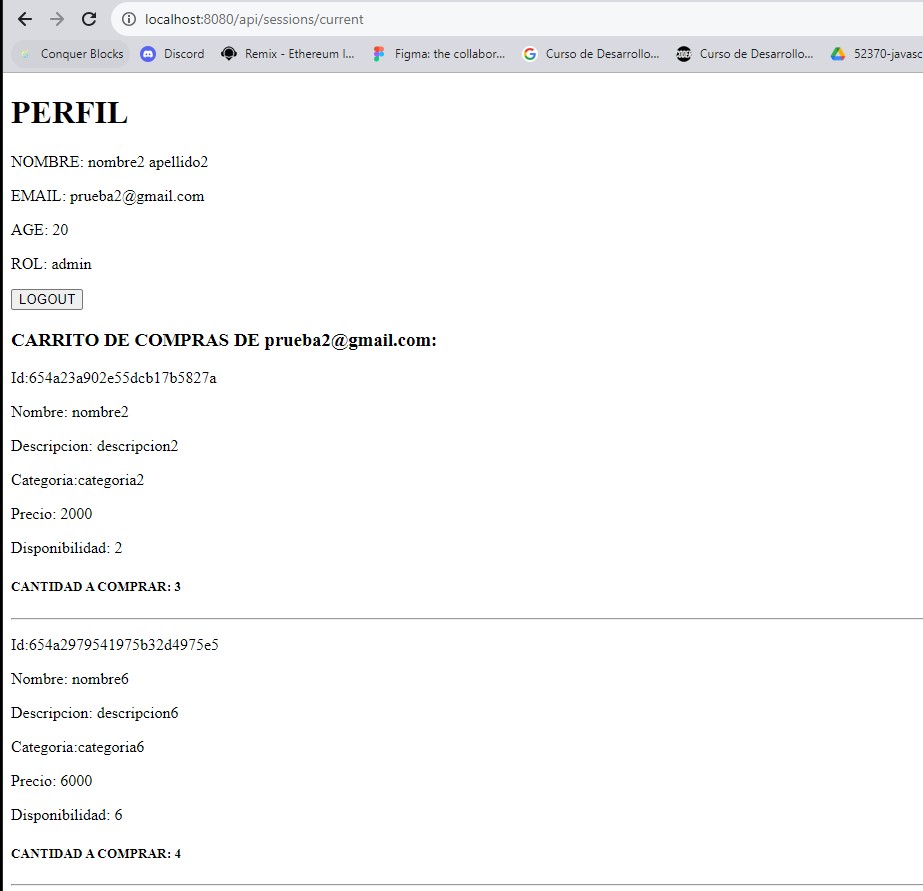 localhost:8080/api/sessions/current
Conquer Blocks Discord Remix - Ethereum I... Figma: the collabor... Curso de Desarrollo... Curso de Desarrollo... 52370-javasc
PERFIL
NOMBRE: nombre2 apellido2
EMAIL: prueba2@gmail.com
AGE: 20
ROL: admin
LOGOUT
CARRITO DE COMPRAS DE prueba2@gmail.com:
Id:654a23a902e55dcb17b5827a
Nombre: nombre2
Descripcion: descripcion2
Categoria:categoria2
Precio: 2000
Disponibilidad: 2
CANTIDAD A COMPRAR: 3
Id:654a2979541975b32d4975e5
Nombre: nombre6
Descripcion: descripcion6
Categoria:categoria6
Precio: 6000
Disponibilidad: 6
CANTIDAD A COMPRAR: 4